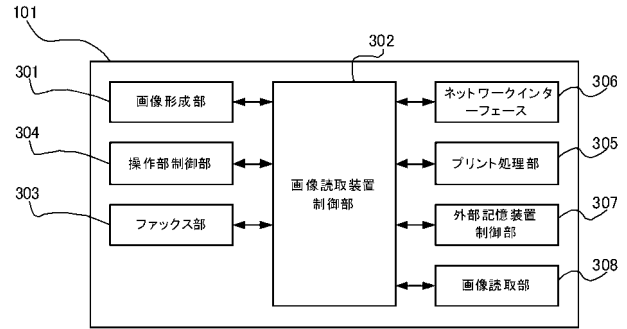 101
302
301
画像形成部
ネットワークインタ
ーフェース
306
304
操作部制御部
プリント処理部
305
画像読取装置
制御部
303
ファックス部
外部記憶装置
制御部
307
画像読取部
308